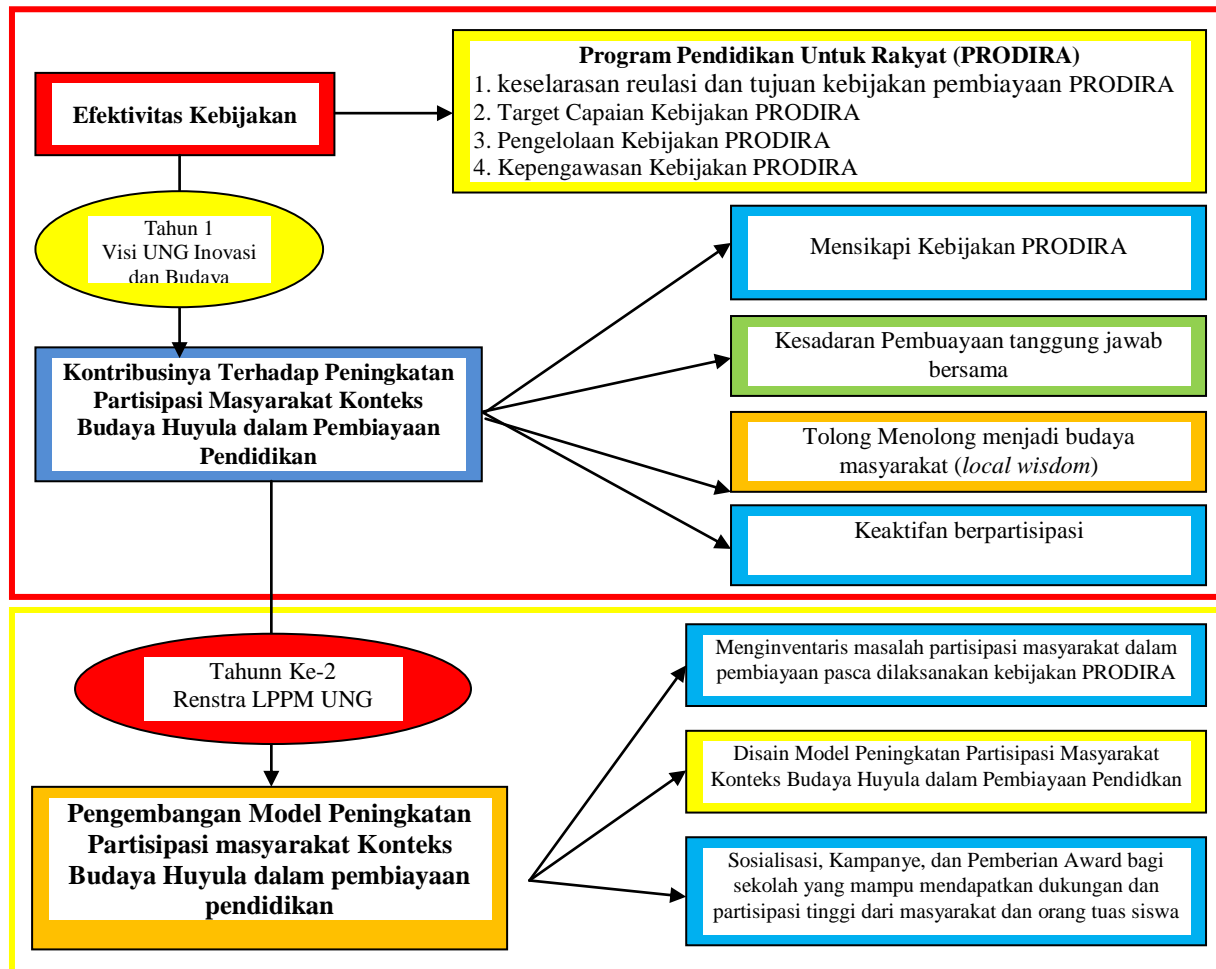 Program Pendidikan Untuk Rakyat (PRODIRA)
1. keselarasan reulasi dan tujuan kebijakan pembiayaan PRODIRA
2. Target Capaian Kebijakan PRODIRA
3. Pengelolaan Kebijakan PRODIRA
4. Kepengawasan Kebijakan PRODIRA
Efektivitas Kebijakan
Tahun 1
Visi UNG Inovasi
dan Budaya
Kontribusinya Terhadap Peningkatan
Partisipasi Masyarakat Konteks
Budaya Huyula dalam Pembiayaan
Pendidikan
Mensikapi Kebijakan PRODIRA
Kesadaran Pembuayaan tanggung jawab
bersama
Tolong Menolong menjadi budaya
masyarakat (local wisdom)
Keaktifan berpartisipasi
Tahunn Ke-2
Renstra LPPM UNG
Pengembangan Model Peningkatan
Partisipasi masyarakat Konteks
Budaya Huyula dalam pembiayaan
pendidikan
Menginventaris masalah partisipasi masyarakat dalam
pembiayaan pasca dilaksanakan kebijakan PRODIRA
Disain Model Peningkatan Partisipasi Masyarakat
Konteks Budaya Huyula dalam Pembiayaan Pendidkan
Sosialisasi, Kampanye, dan Pemberian Award bagi
sekolah yang mampu mendapatkan dukungan dan
partisipasi tinggi dari masyarakat dan orang tuas siswa